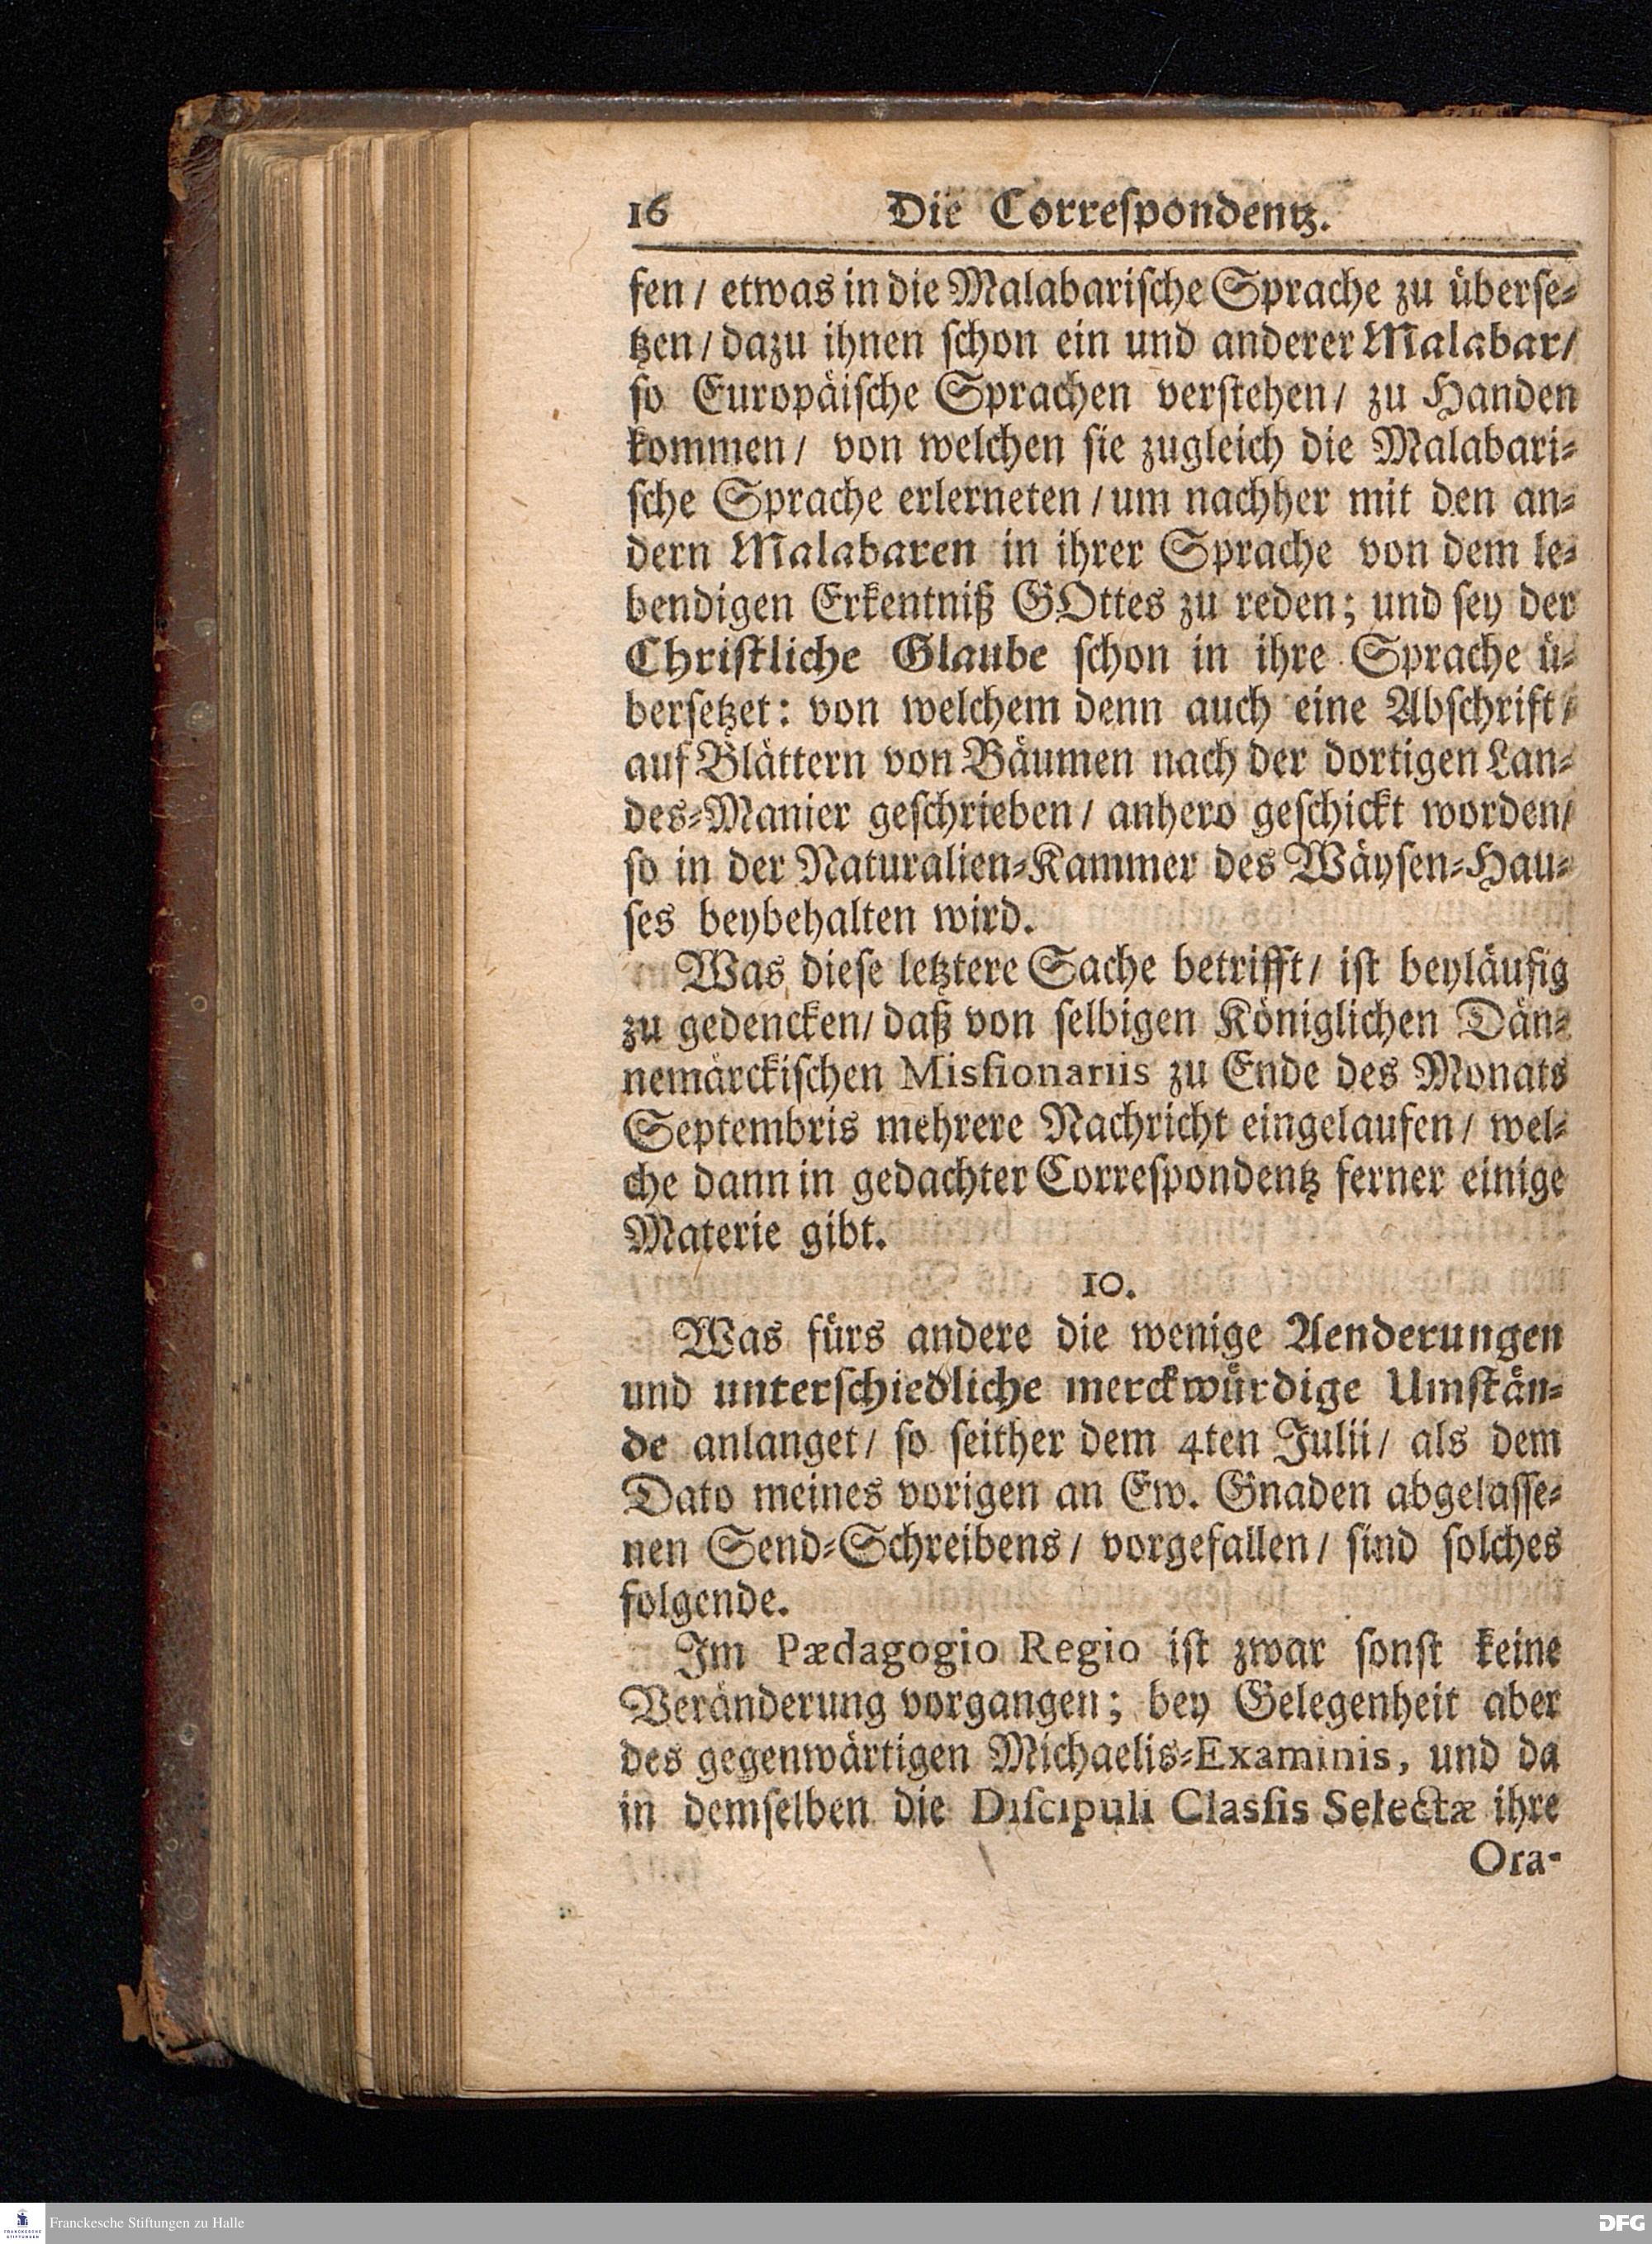 16 Die Correſpondentz.
fen / etwas in die Malabariſche Sprache zu überſe⸗
tzen / dazu ihnen ſchon ein und anderer Malabar/
ſo Europäiſche Sprachen verſtehen/ zu Handen
kommen / von welchen ſie zugleich die Malabari⸗
ſche Sprache erlerneten / um nachher mit den an⸗
dern Malabaren in ihrer Sprache von dem le⸗
bendigen Erkentniß GOttes zu reden; und ſey der
Chriſtliche Glaube ſchon in ihre Sprache ü⸗
berſetzet: von welchem denn auch eine Abſchrift/
auf Blättern von Bäumen nach der dortigen Lan⸗
des⸗Manier geſchrieben / anhero geſchickt worden/
ſo in der Naturalien⸗Kammer des Wäyſen⸗Hau⸗
ſes beybehalten wird.
Was dieſe letztere Sache betrifft/ iſt beyläufig
zu gedencken/ daß von ſelbigen Königlichen Dän⸗
nemärckiſchen Misſionariis zu Ende des Monats
Septembris mehrere Nachricht eingelaufen / wel⸗
che dann in gedachter Correſpondentz ferner einige
Materie gibt.
10.
Was fürs andere die wenige Aenderungen
und unterſchiedliche merckwürdige Umſtän⸗
de anlanget/ ſo ſeither dem 4ten Julii/ als dem
Dato meines vorigen an Ew. Gnaden abgelaſſe⸗
nen Send⸗Schreibens / vorgefallen / ſind ſolches
folgende.
Im Pædagogio Regio iſt zwar ſonſt keine
Veränderung vorgangen; bey Gelegenheit aber
des gegenwärtigen Michaelis⸗Examinis, und da
in demſelben die Diſcipuli Clasſis Selectæ ihre
Ora-
FRANCKESCHE
STIFTUNGEN
Franckesche Stiftungen zu Halle
DFG